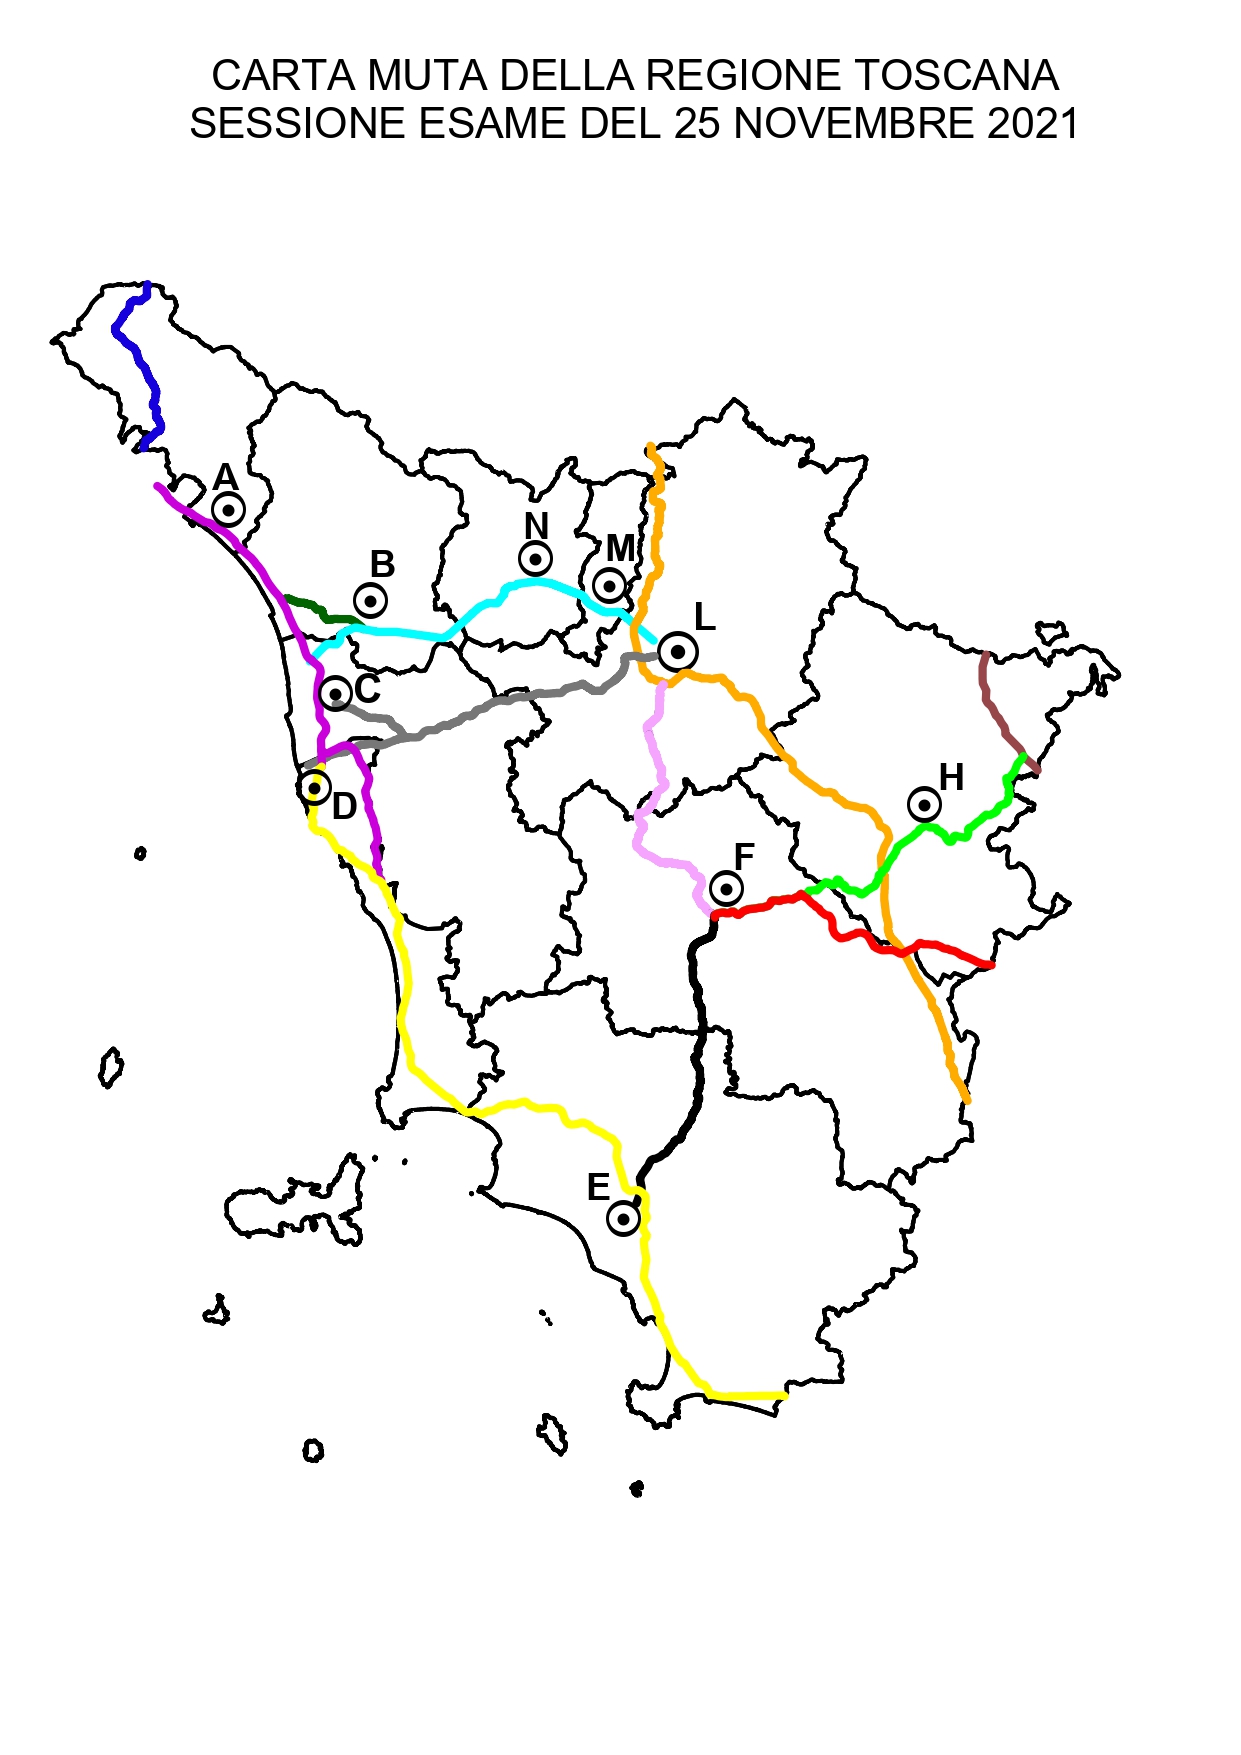 CARTA MUTA DELLA REGIONE TOSCANA
SESSIONE ESAME DEL 25 NOVEMBRE 2021
A
N
M
B
L
C
H
D
F
E